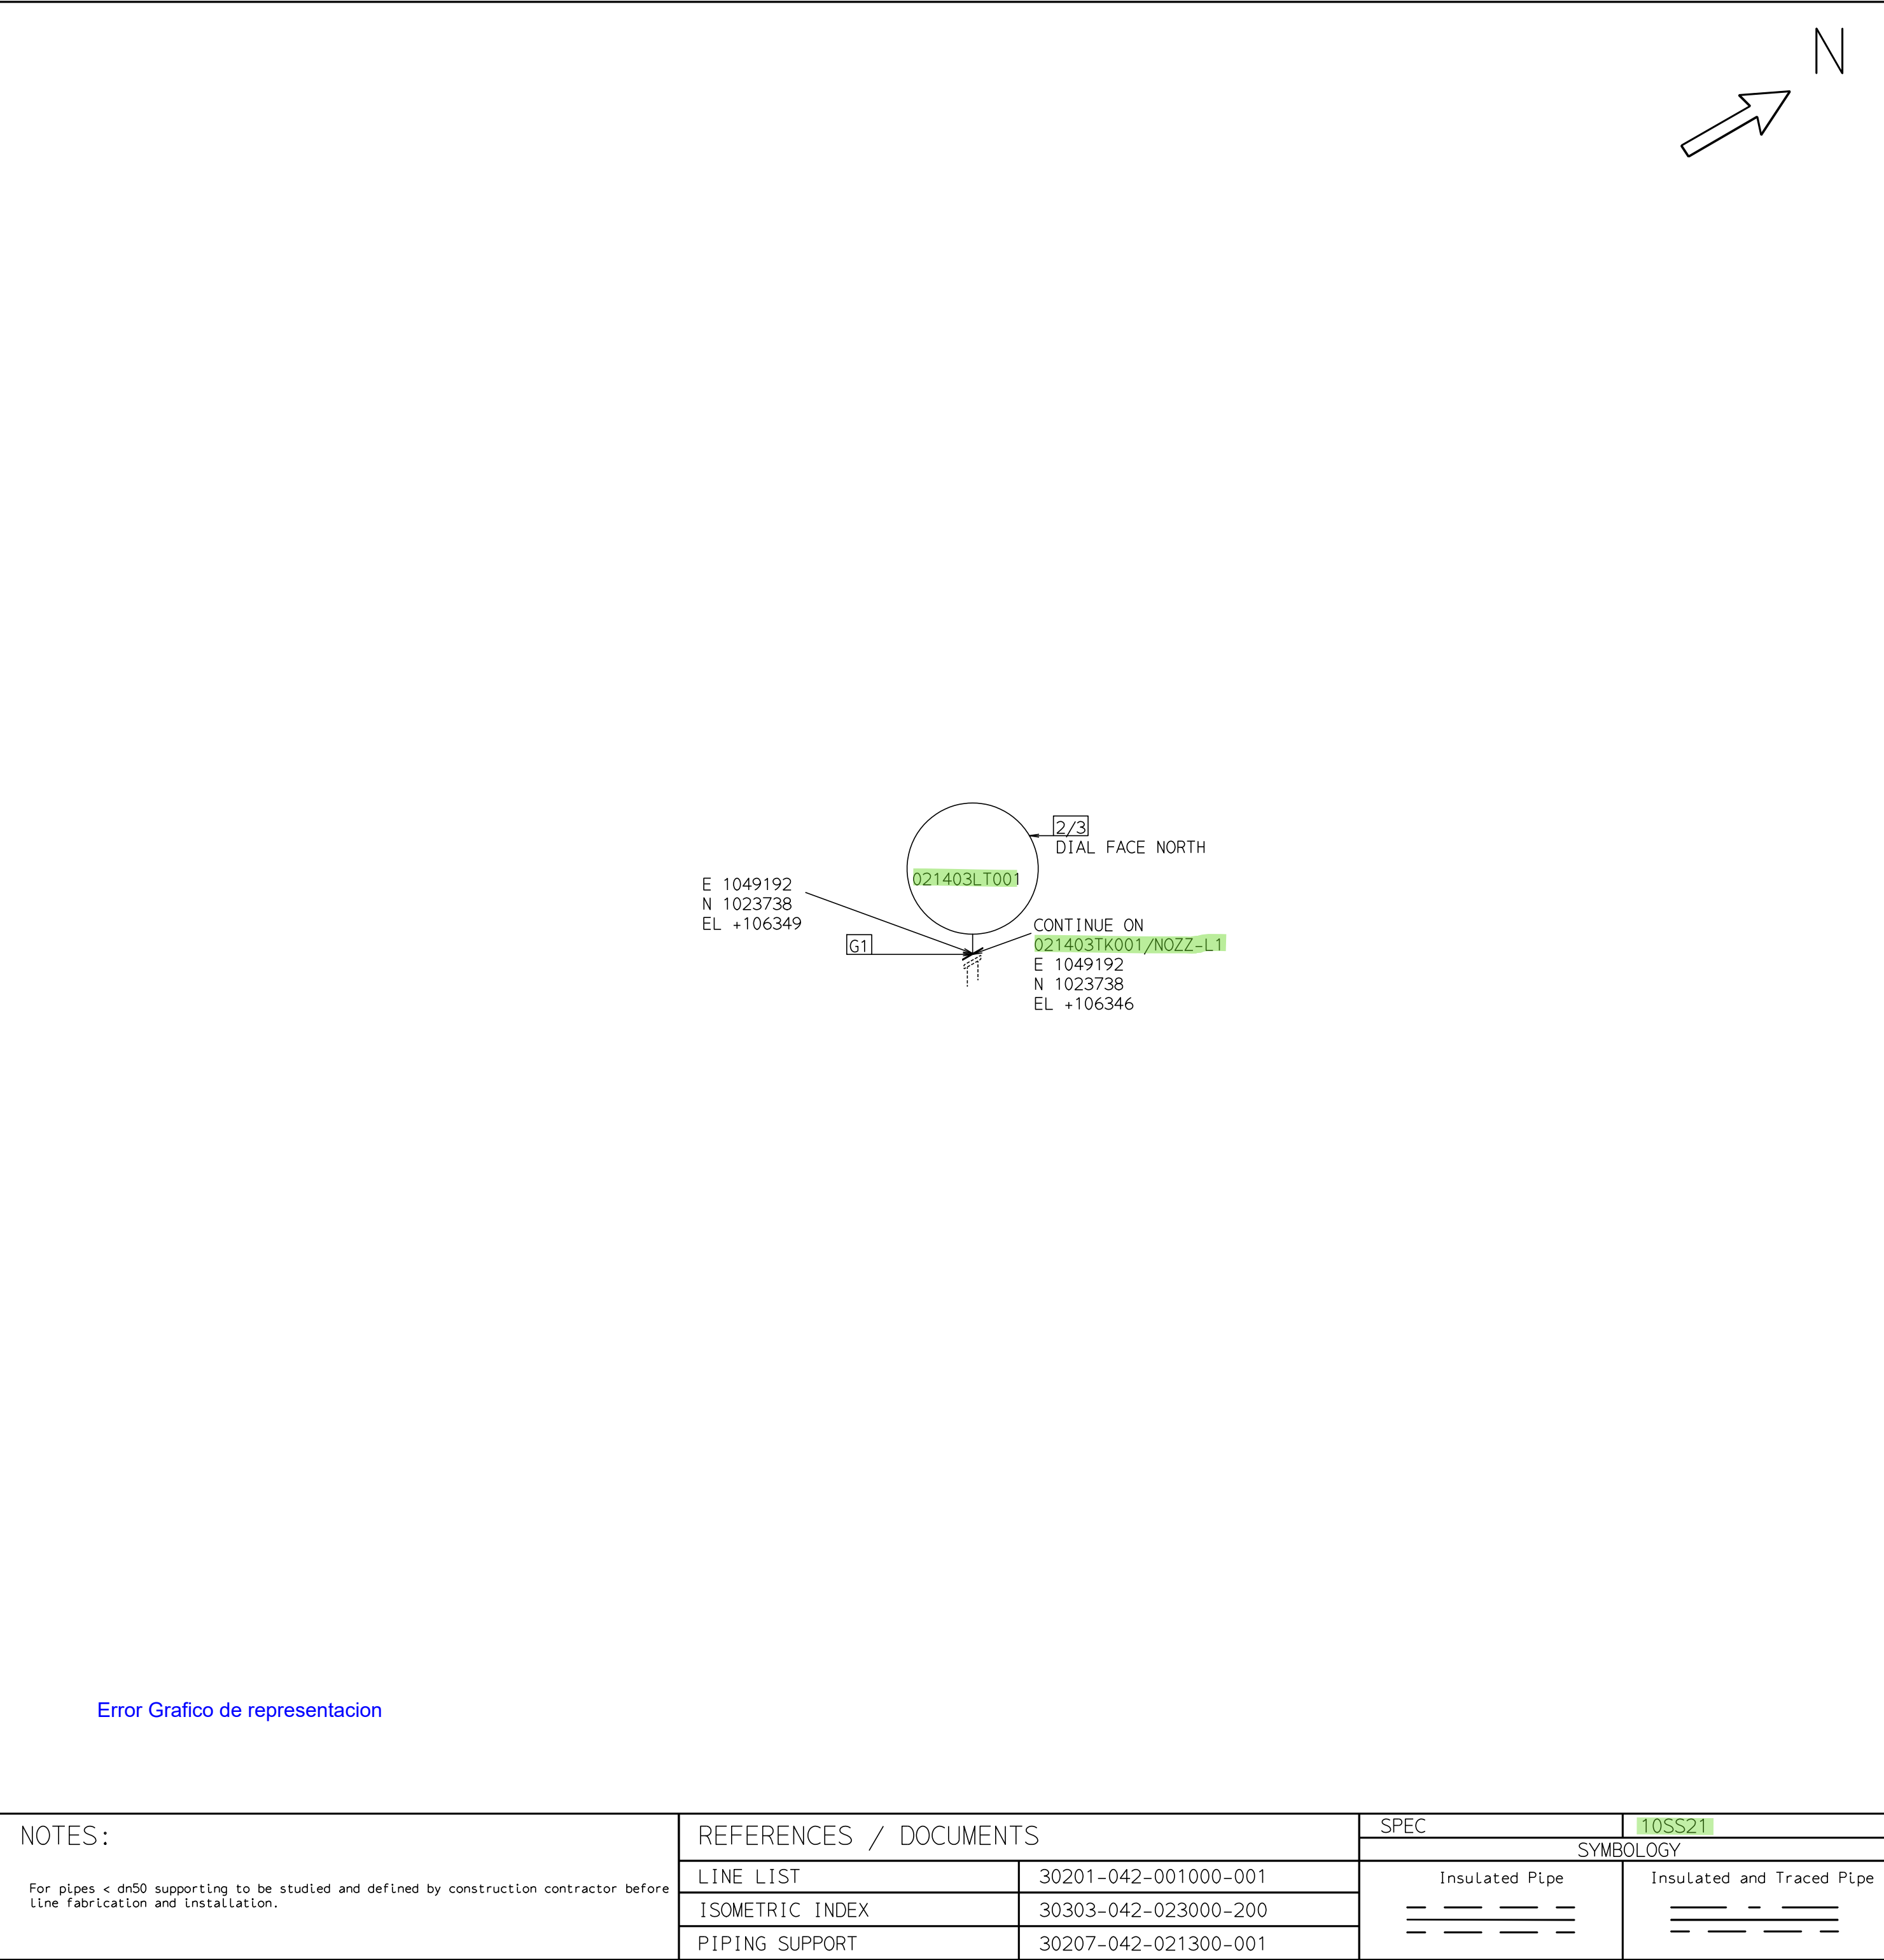 N
2/3
DIAL FACE NORTH
021403LT001
E 1049192
N 1023738
EL +106349
G1
CONTINUE ON
021403TK001/NOZZ-L1
E 1049192
N 1023738
EL +106346
Error Grafico de representacion
NOTES:
For pipes < dn50 supporting to be studied and defined by construction contractor before
line fabrication and installation.
REFERENCES / DOCUMENTS
LINE LIST 30201-042-001000-001
ISOMETRIC INDEX 30303-042-023000-200
PIPING SUPPORT 30207-042-021300-001
SPEC 10SS21
SYMBOLOGY
Insulated Pipe Insulated and Traced Pipe